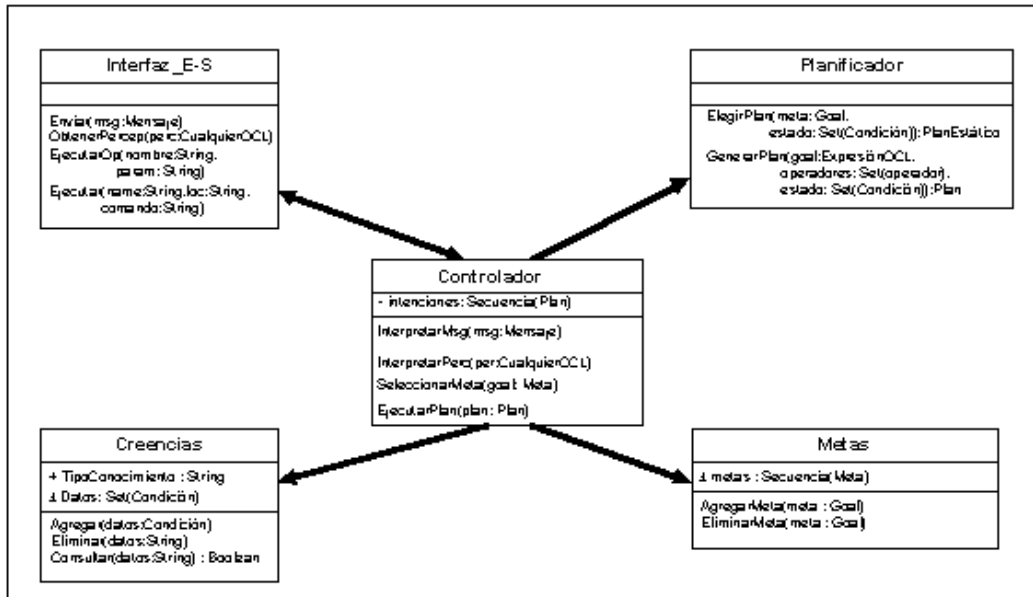 Interfaz_E-S
Enviar(msg:Mensaje)
ObtenerPercep(perc:CualquierOCL)
EjecutarOp(nombre:String,
param: String)
Ejecutar(name:String,loc:String,
comando:String)
Planificador
ElegirPlan(meta: Goal,
estado: Set(Condición)):PlanEstático
GenerarPlan(goal:ExpresiónOCL,
operadores: Set(operador),
estado: Set(Condición)):Plan
Controlador
- intenciones: Secuencia(Plan)
InterpretarMsg(msg:Mensaje)
InterpretarPerc(per:CualquierOCL)
SeleccionarMeta(goal: Meta)
EjecutarPlan(plan: Plan)
Creencias
+ TipoConocimiento : String
± Datos: Set(Condición)
Agregar(datos:Condición)
Eliminar(datos:String)
Consultar(datos:String) : Boolean
Metas
± metas : Secuencia(Meta)
AgregarMeta(meta : Goal)
EliminarMeta(meta : Goal)